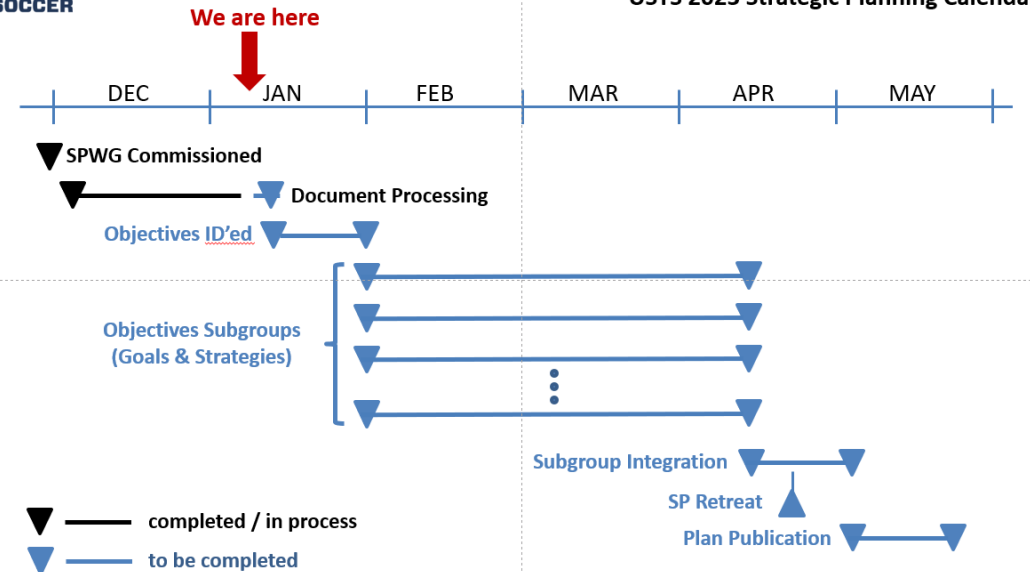 SOCCER
We are here
DEC JAN FEB MAR APR MAY
SPWG Commissioned
Document Processing
Objectives ID'ed
Objectives Subgroups
(Goals & Strategies)
Subgroup Integration
SP Retreat
Plan Publication
completed / in process
to be completed